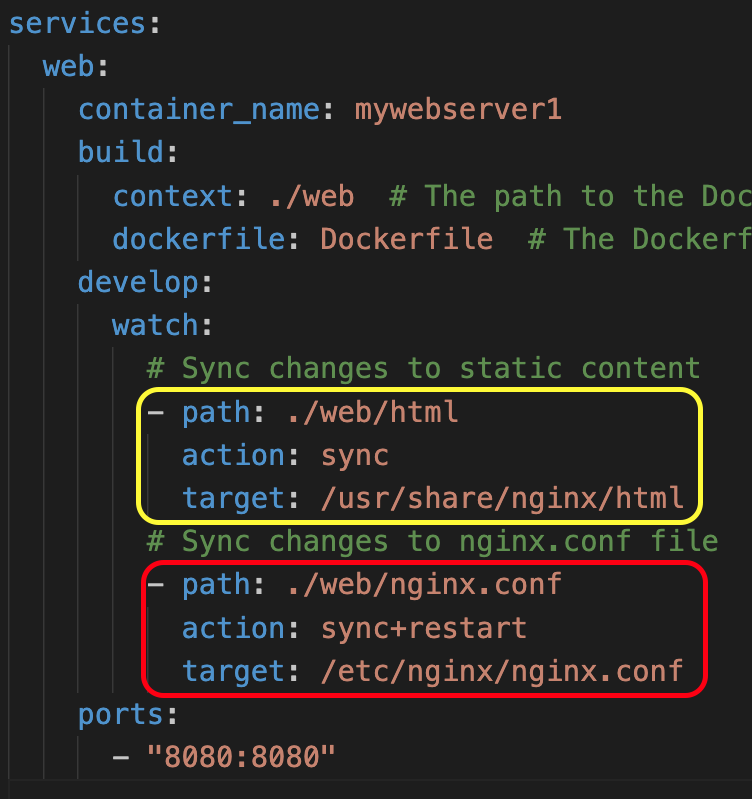 services:
web:
container_name: mywebserver1
build:
context: ./web # The path to the Doc
dockerfile: Dockerfile # The Dockerf
develop:
watch:
# Sync changes to static content
- path: ./web/html
action: sync
target: /usr/share/nginx/html
# Sync changes to nginx.conf file
- path: ./web/nginx.conf
action: sync+restart
target: /etc/nginx/nginx.conf
ports:
- "8080:8080"